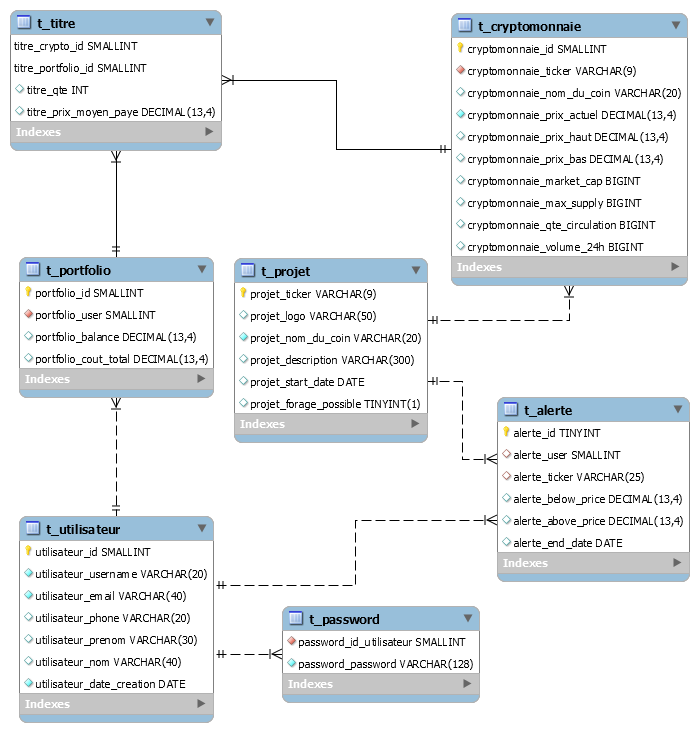 t_titre
titre_crypto_id SMALLINT
titre_portfolio_id SMALLINT
titre_qte INT
titre_prix_moyen_paye DECIMAL(13,4)
Indexes
t_cryptomonnaie
cryptomonnaie_id SMALLINT
cryptomonnaie_ticker VARCHAR(9)
cryptomonnaie_nom_du_coin VARCHAR(20)
cryptomonnaie_prix_actuel DECIMAL(13,4)
cryptomonnaie_prix_haut DECIMAL(13,4)
cryptomonnaie_prix_bas DECIMAL(13,4)
cryptomonnaie_market_cap BIGINT
cryptomonnaie_max_supply BIGINT
cryptomonnaie_qte_circulation BIGINT
cryptomonnaie_volume_24h BIGINT
Indexes
t_portfolio
portfolio_id SMALLINT
portfolio_user SMALLINT
portfolio_balance DECIMAL(13,4)
portfolio_cout_total DECIMAL(13,4)
Indexes
t_projet
projet_ticker VARCHAR(9)
projet_logo VARCHAR(50)
projet_nom_du_coin VARCHAR(20)
projet_description VARCHAR(300)
projet_start_date DATE
projet_forage_possible TINYINT(1)
Indexes
t_alerte
alerte_id TINYINT
alerte_user SMALLINT
alerte_ticker VARCHAR(25)
alerte_below_price DECIMAL(13,4)
alerte_above_price DECIMAL(13,4)
alerte_end_date DATE
Indexes
t_utilisateur
utilisateur_id SMALLINT
utilisateur_username VARCHAR(20)
utilisateur_email VARCHAR(40)
utilisateur_phone VARCHAR(20)
utilisateur_prenom VARCHAR(30)
utilisateur_nom VARCHAR(40)
utilisateur_date_creation DATE
Indexes
t_password
password_id_utilisateur SMALLINT
password_password VARCHAR(128)
Indexes